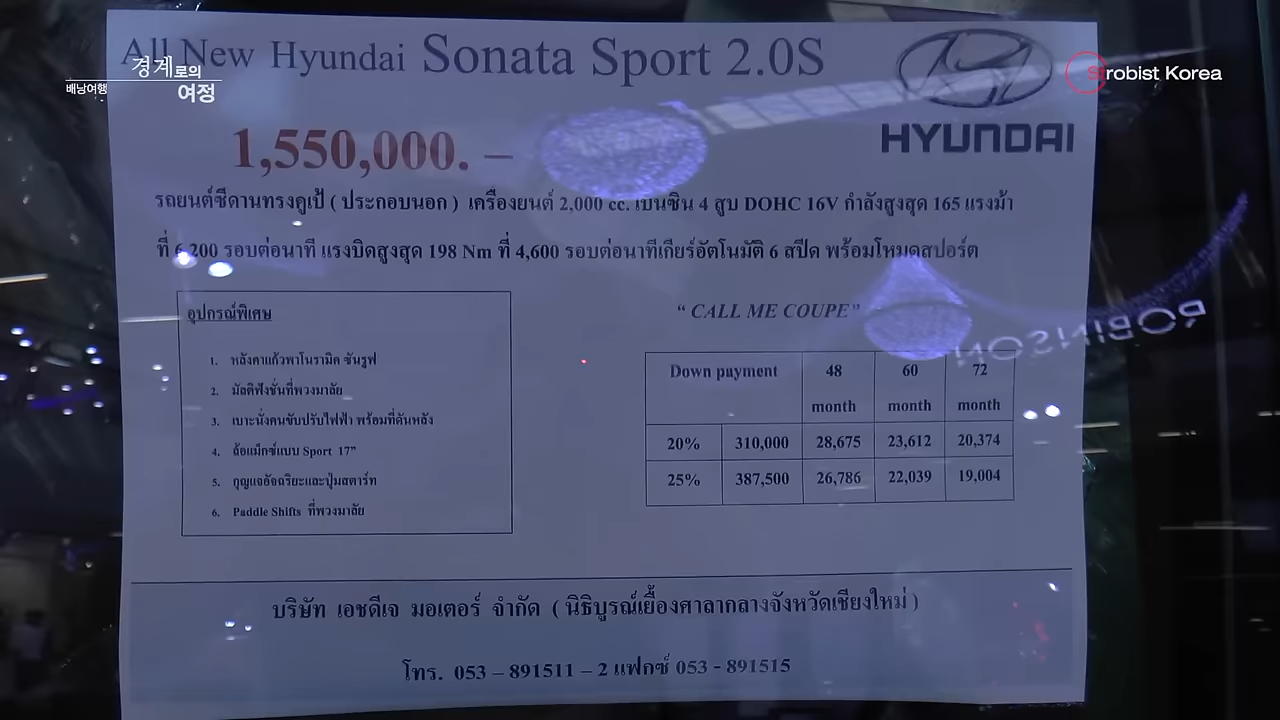 All New Hyundai Sonata Sport 2.0S
HYUNDAI
경계로의
배낭여행
여정
Strobist Korea
1,550,000. –
รถยนต์ซีดานทรงคูเป้ ( ประกอบนอก ) เครื่องยนต์ 2,000 cc. เบนซิน 4 สูบ DOHC 16V กำลังสูงสุด 165 แรงม้า
ที่ 6,200 รอบต่อนาที แรงบิดสูงสุด 198 Nm ที่ 4,600 รอบต่อนาทีเกียร์อัตโนมัติ 6 สปีด พร้อมโหมดสปอร์ต
อุปกรณ์พิเศษ
1. หลังคาแก้วพาโนรามิค ซันรูฟ
2. มัลติฟังชั่นที่พวงมาลัย
3. เบาะนั่งคนขับปรับไฟฟ้า พร้อมที่ดันหลัง
4. ล้อแม็กซ์แบบ Sport 17”
5. กุญแจอัจฉริยะและปุ่มสตาร์ท
6. Paddle Shifts ที่พวงมาลัย
“ CALL ME COUPE”
ROBINSON
Down payment 48 month 60 month 72 month
20% 310,000 28,675 23,612 20,374
25% 387,500 26,786 22,039 19,004
บริษัท เอชดีเจ มอเตอร์ จำกัด ( นิธิบูรณ์เยื้องศาลากลางจังหวัดเชียงใหม่ )
โทร. 053 – 891511 – 2 แฟกซ์ 053 - 891515